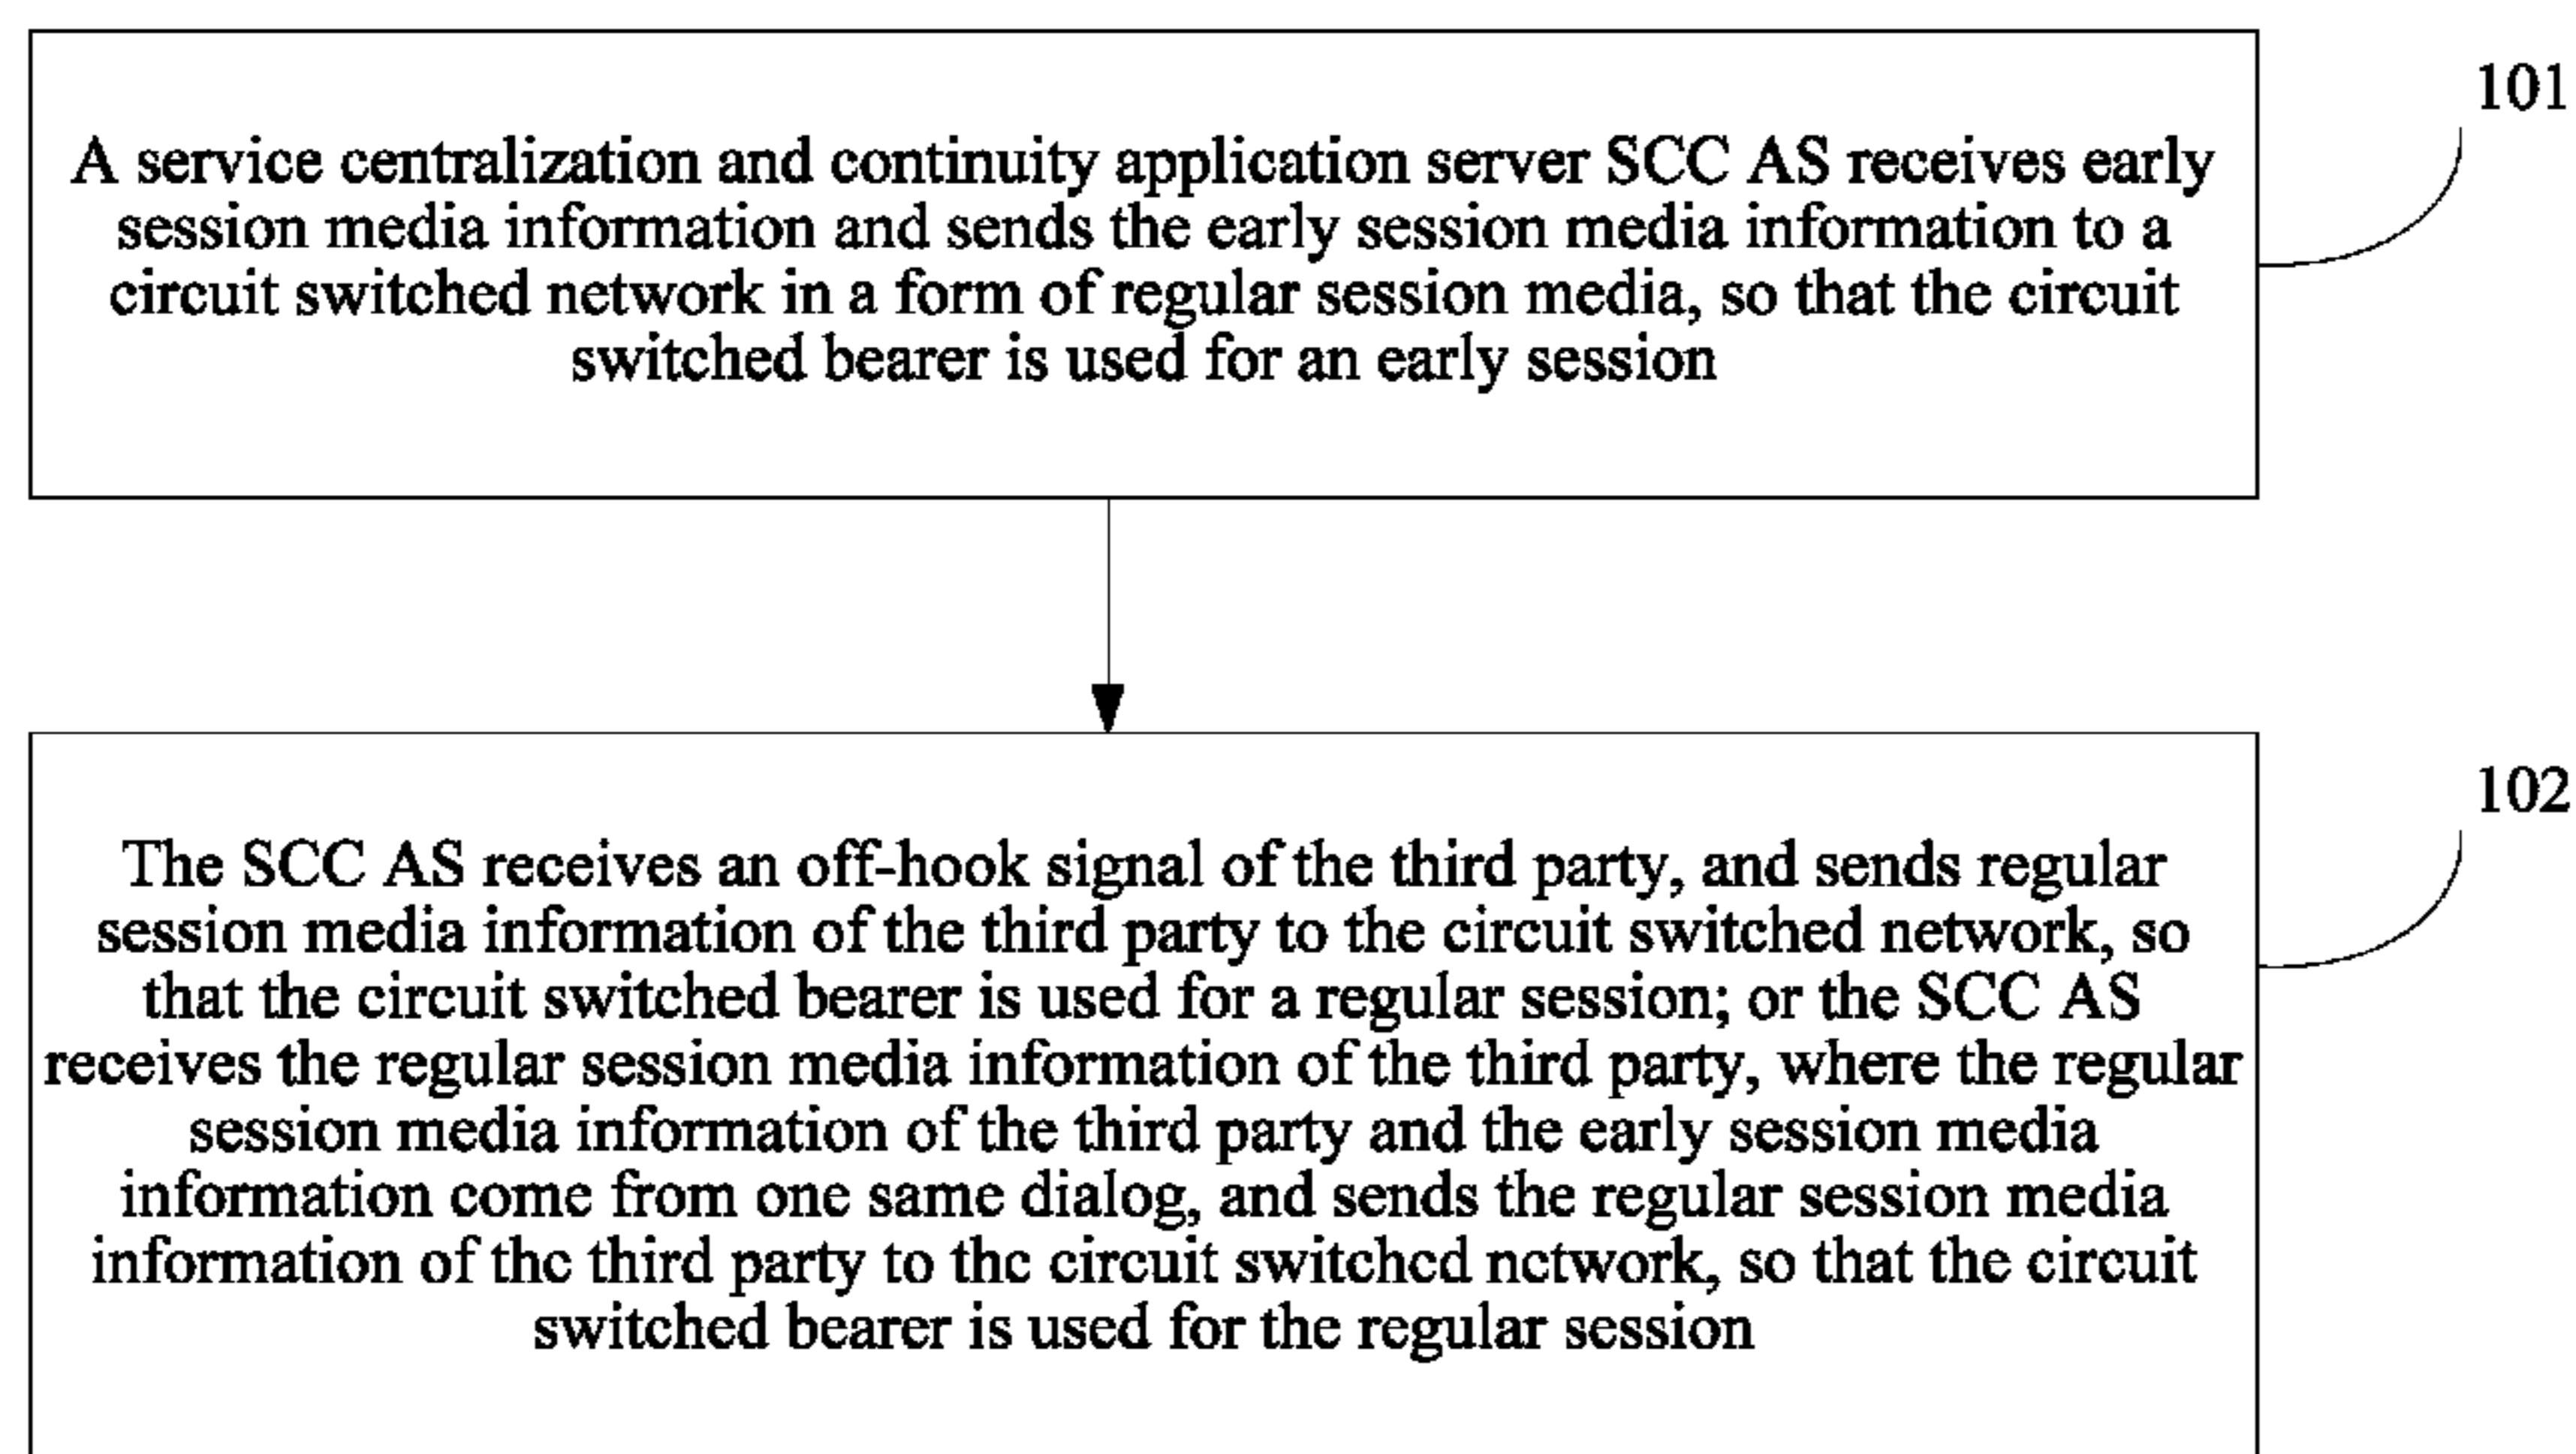 101
A service centralization and continuity application server SCC AS receives early
session media information and sends the early session media information to a
circuit switched network in a form of regular session media, so that the circuit
switched bearer is used for an early session
102
The SCC AS receives an off-hook signal of the third party, and sends regular
session media information of the third party to the circuit switched network, so
that the circuit switched bearer is used for a regular session; or the SCC AS
receives the regular session media information of the third party, where the regular
session media information of the third party and the early session media
information come from one same dialog, and sends the regular session media
information of the third party to the circuit switched network, so that the circuit
switched bearer is used for the regular session